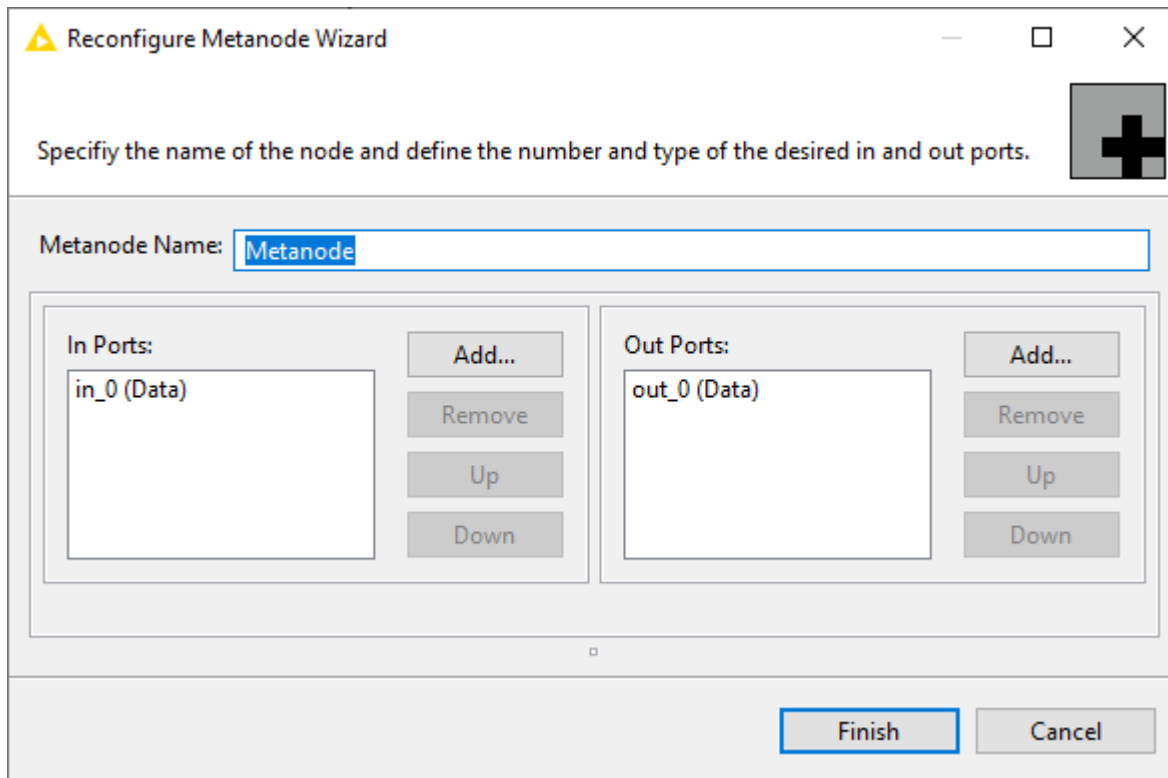 Reconfigure Metanode Wizard
Specifiy the name of the node and define the number and type of the desired in and out ports.
Metanode Name: Metanode
In Ports:
in_0 (Data)
Add...
Remove
Up
Down
Out Ports:
out_0 (Data)
Add...
Remove
Up
Down
Finish
Cancel